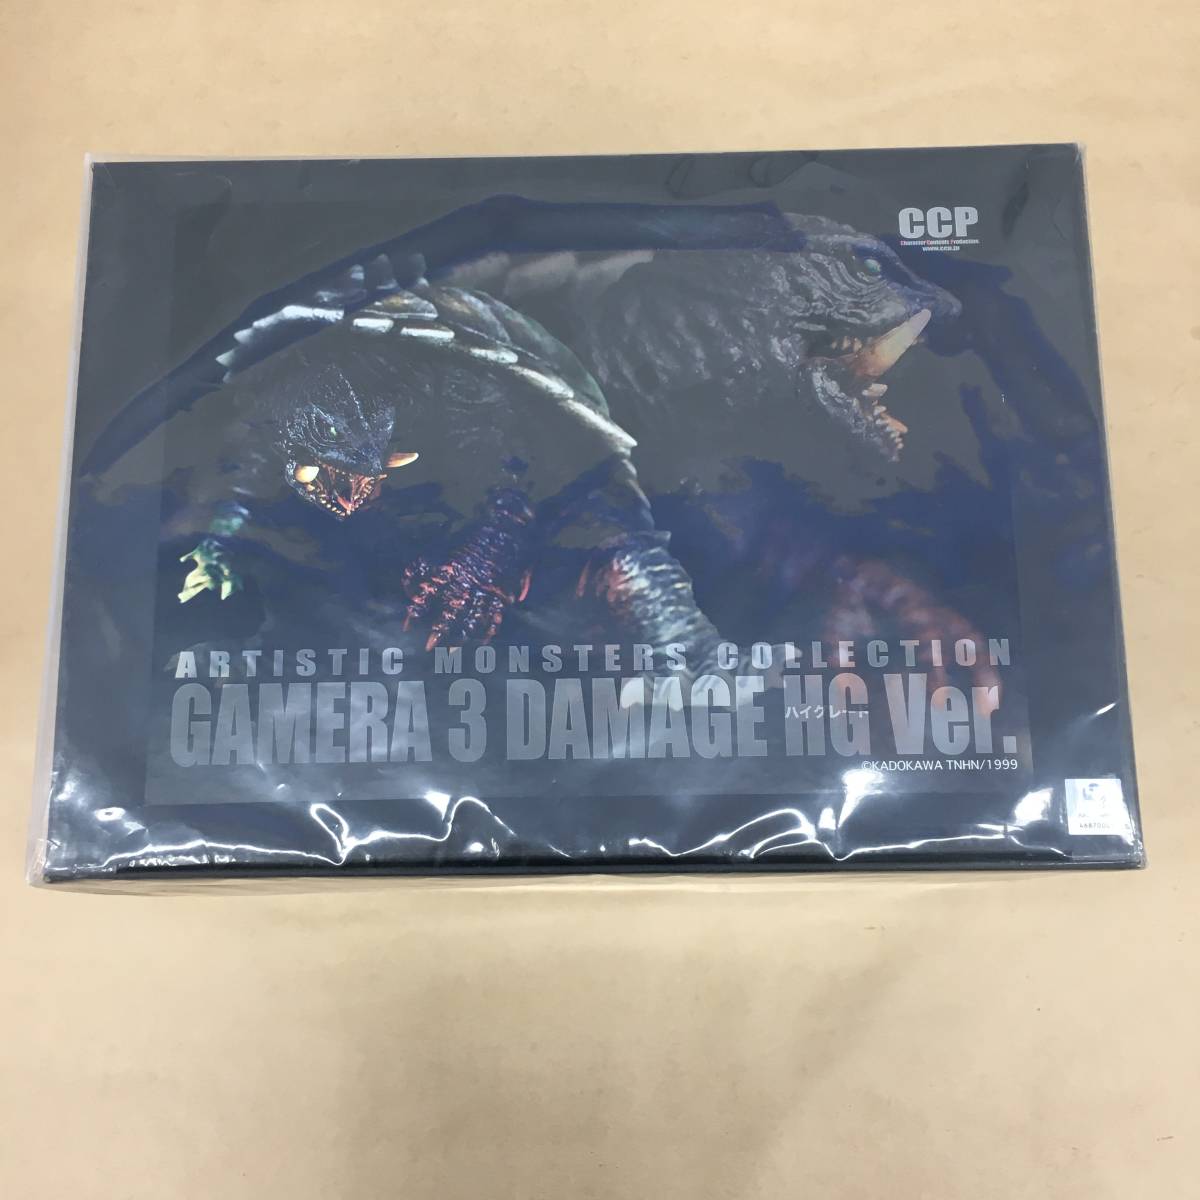 CCP
Character Contents Production
www.ccp.jp
ARTISTIC MONSTERS COLLECTION
GAMERA 3 DAMAGE HG Ver.
ハイグレード
©KADOKAWA TNHN/1999